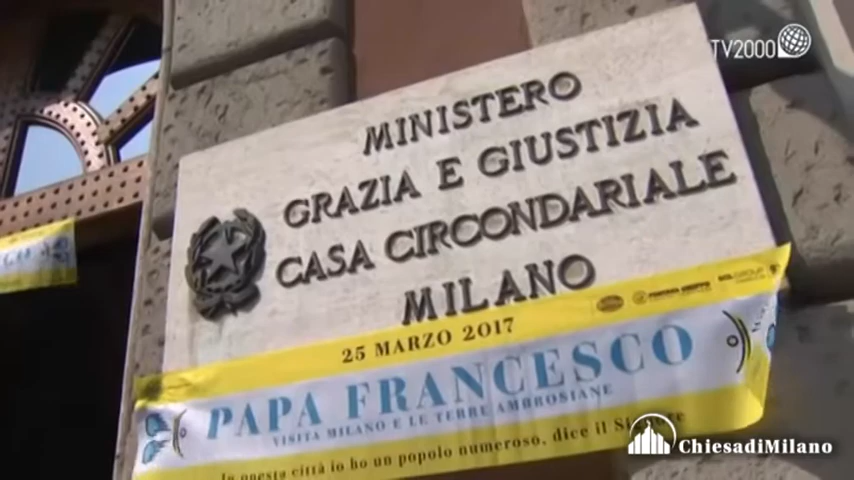 TV2000
MINISTERO
GRAZIA E GIUSTIZIA
CASA CIRCONDARIALE
MILANO
25 MARZO 2017
PAPA FRANCESCO
VISITA MILANO E LE TERRE AMBROSIANE
In questa città io ho un popolo numeroso, dice il Signore
ChiesadiMilano